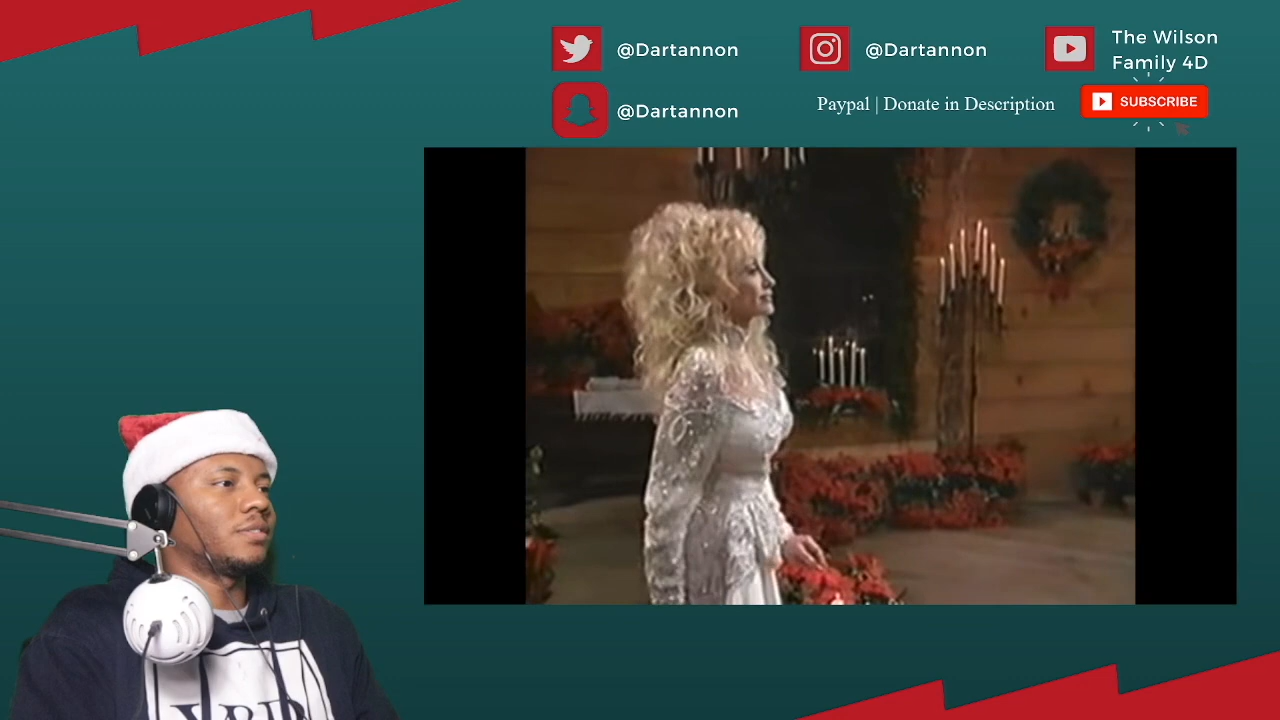 @Dartannon
@Dartannon
The Wilson
Family 4D
@Dartannon
Paypal | Donate in Description
SUBSCRIBE